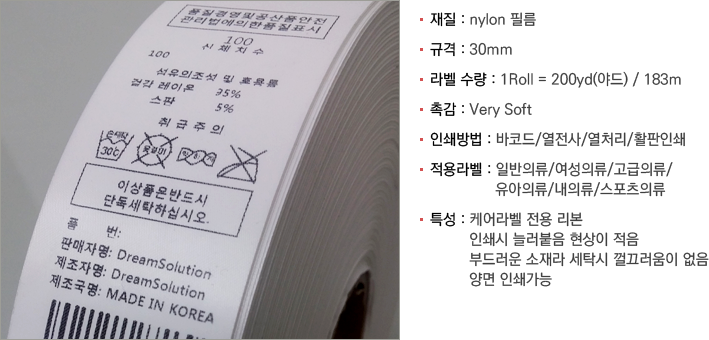 품질경영및공산품안전
관리법에의한품질표시
100
신체치수
100
섬유의조성 및 혼용률
겉감 레이온 95%
스판 5%
취급주의
손세탁
30℃
이상품은반드시
단독세탁하십시오.
품 번:
판매자명: DreamSolution
제조자명: DreamSolution
제조국명: MADE IN KOREA
재질 : nylon 필름
규격 : 30mm
라벨 수량 : 1Roll = 200yd(야드) / 183m
촉감 : Very Soft
인쇄방법 : 바코드/열전사/열처리/활판인쇄
적용라벨 : 일반의류/여성의류/고급의류/
유아의류/내의류/스포츠의류
특성 : 케어라벨 전용 리본
인쇄시 늘러붙음 현상이 적음
부드러운 소재라 세탁시 껄끄러움이 없음
양면 인쇄가능